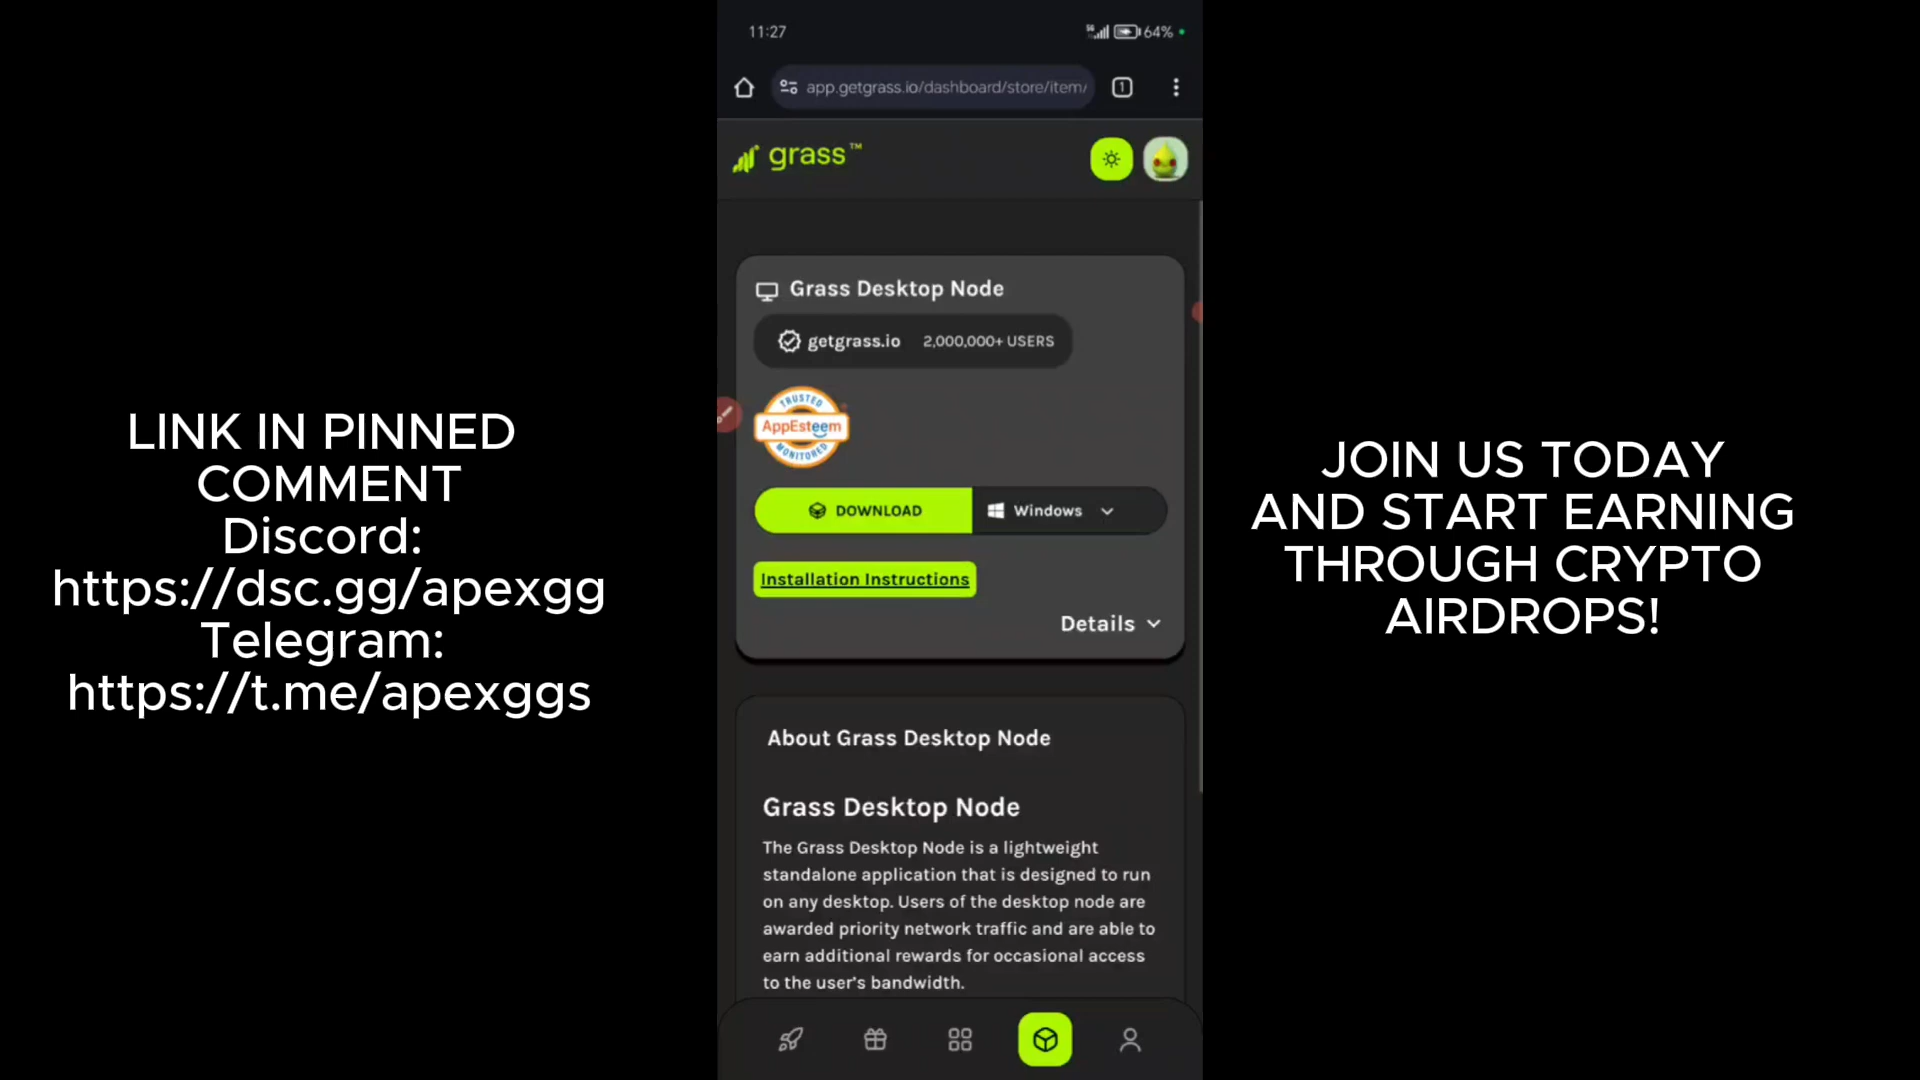 LINK IN PINNED
COMMENT
Discord:
https://dsc.gg/apexgg
Telegram:
https://t.me/apexggs
11:27
5G
64%
app.getgrass.io/dashboard/store/item/
1
grass™
Grass Desktop Node
getgrass.io 2,000,000+ USERS
TRUSTED
AppEsteem
MONITORED
DOWNLOAD
Windows
Installation Instructions
Details
About Grass Desktop Node
Grass Desktop Node
The Grass Desktop Node is a lightweight
standalone application that is designed to run
on any desktop. Users of the desktop node are
awarded priority network traffic and are able to
earn additional rewards for occasional access
to the user's bandwidth.
JOIN US TODAY
AND START EARNING
THROUGH CRYPTO
AIRDROPS!